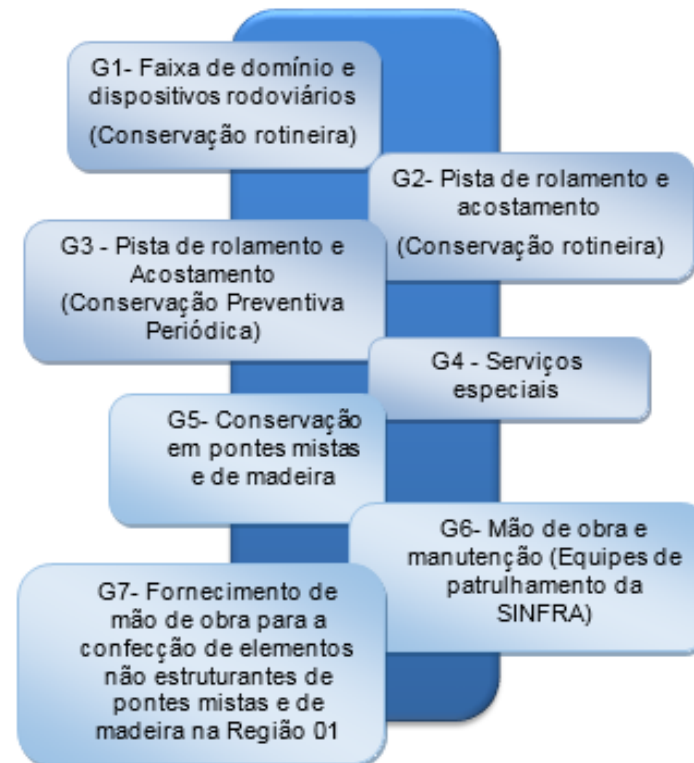 G1- Faixa de domínio e
dispositivos rodoviários
(Conservação rotineira)
G2- Pista de rolamento e
acostamento
(Conservação rotineira)
G3 - Pista de rolamento e
Acostamento
(Conservação Preventiva
Periódica)
G4 - Serviços
especiais
G5- Conservação
em pontes mistas
e de madeira
G6- Mão de obra e
manutenção (Equipes de
patrulhamento da
SINFRA)
G7- Fornecimento de
mão de obra para a
confecção de elementos
não estruturantes de
pontes mistas e de
madeira na Região 01